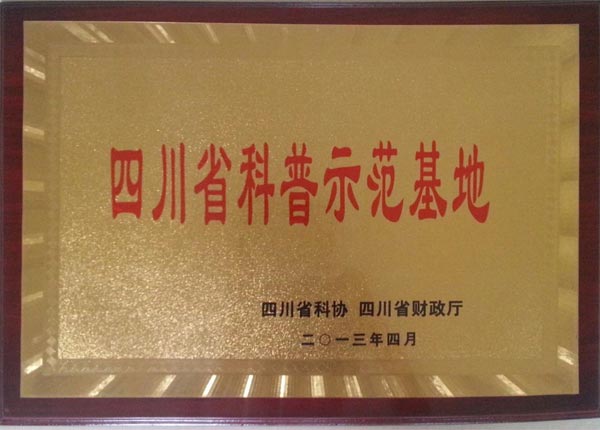 四川省科普示范基地
四川省科协 四川省财政厅
二〇一三年四月